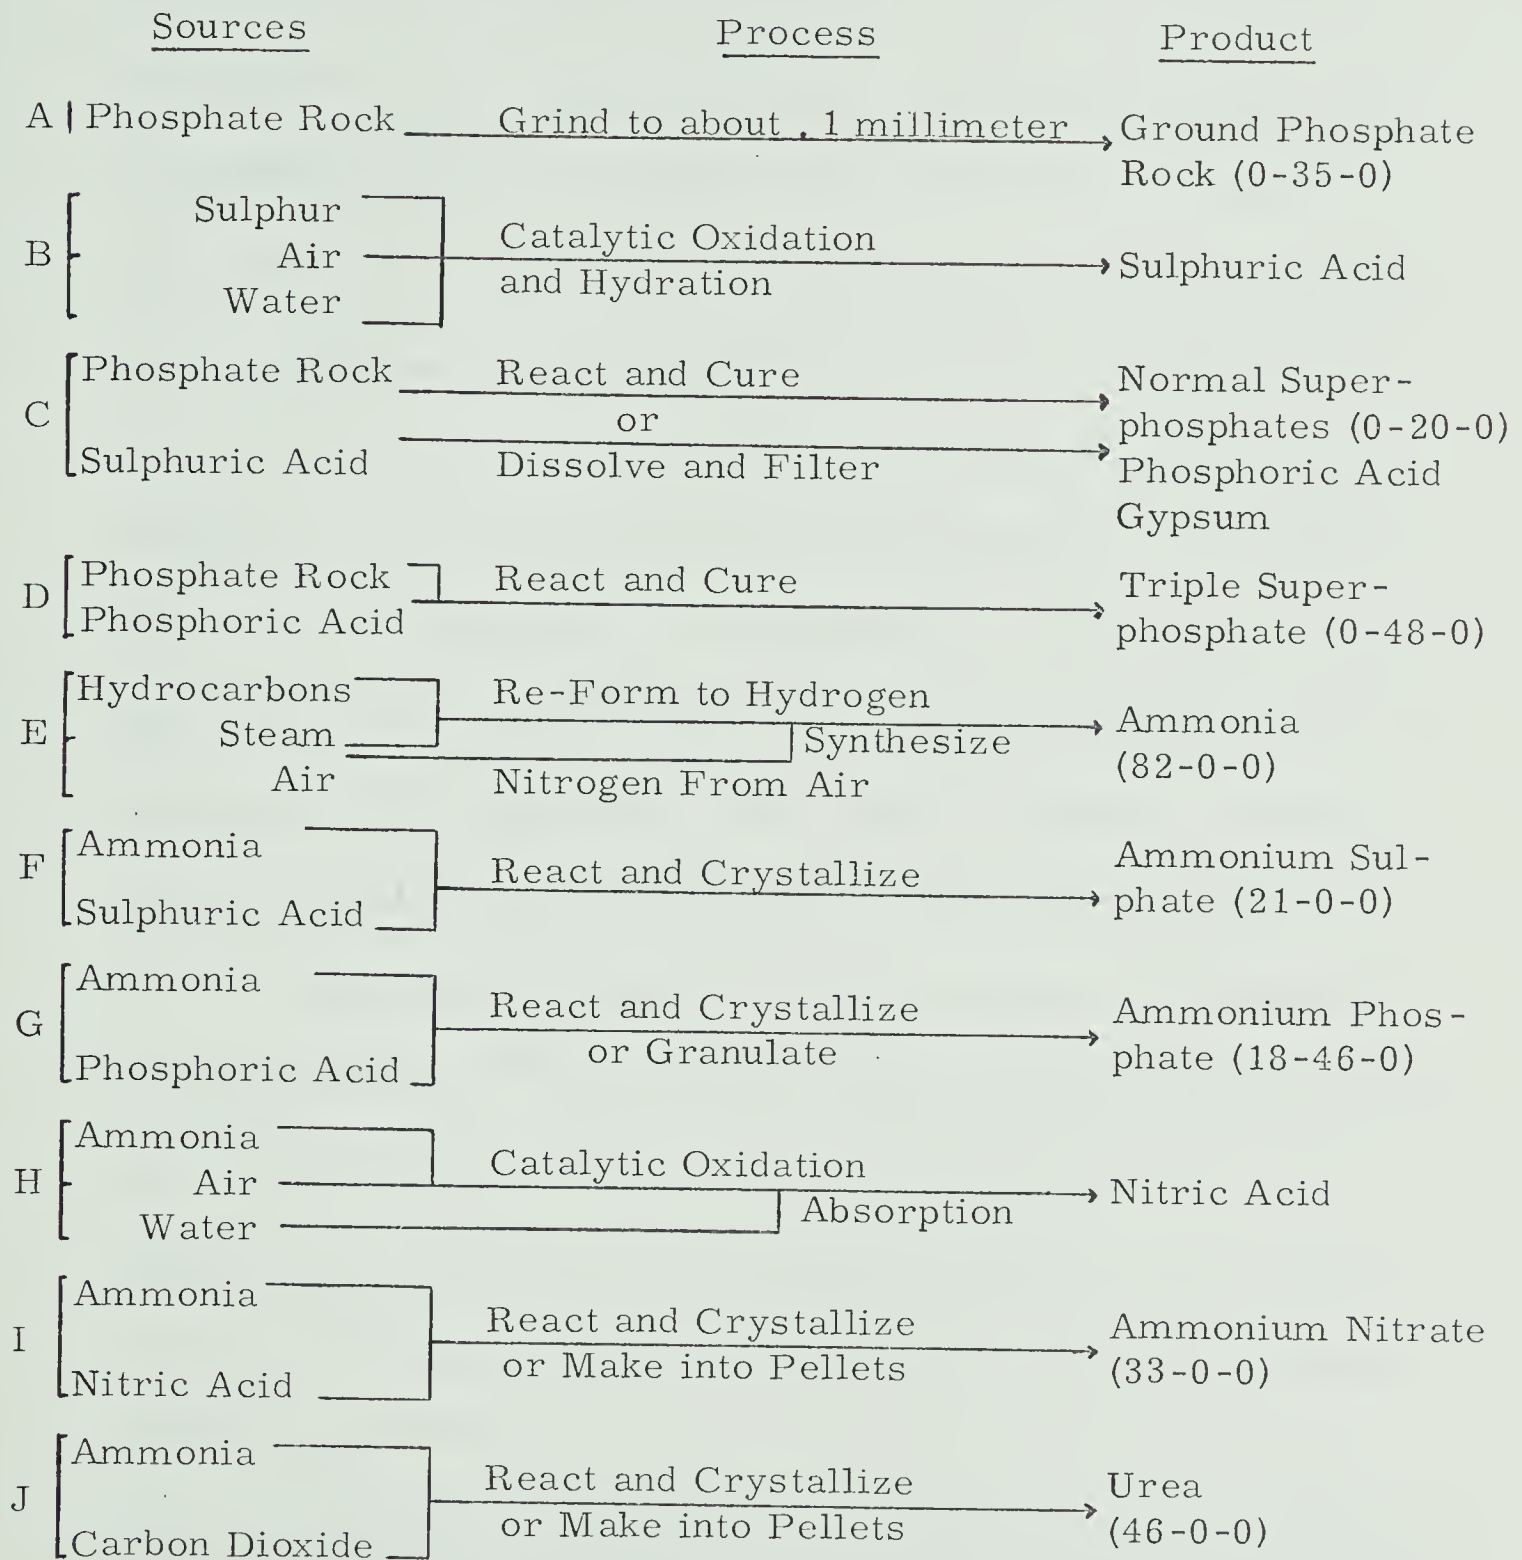 Sources Process Product
A | Phosphate Rock Grind to about .1 millimeter Ground Phosphate
Rock (0-35-0)
B
Sulphur
Air
Water
Catalytic Oxidation
and Hydration
Sulphuric Acid
C
Phosphate Rock
Sulphuric Acid
React and Cure
or
Dissolve and Filter
Normal Super-
phosphates (0-20-0)
Phosphoric Acid
Gypsum
D
Phosphate Rock
Phosphoric Acid
React and Cure
Triple Super-
phosphate (0-48-0)
E
Hydrocarbons
Steam
Air
Re-Form to Hydrogen
Synthesize
Nitrogen From Air
Ammonia
(82-0-0)
F
Ammonia
Sulphuric Acid
React and Crystallize
Ammonium Sul-
phate (21-0-0)
G
Ammonia
Phosphoric Acid
React and Crystallize
or Granulate
Ammonium Phos-
phate (18-46-0)
H
Ammonia
Air
Water
Catalytic Oxidation
Absorption
Nitric Acid
I
Ammonia
Nitric Acid
React and Crystallize
or Make into Pellets
Ammonium Nitrate
(33-0-0)
J
Ammonia
Carbon Dioxide
React and Crystallize
or Make into Pellets
Urea
(46-0-0)